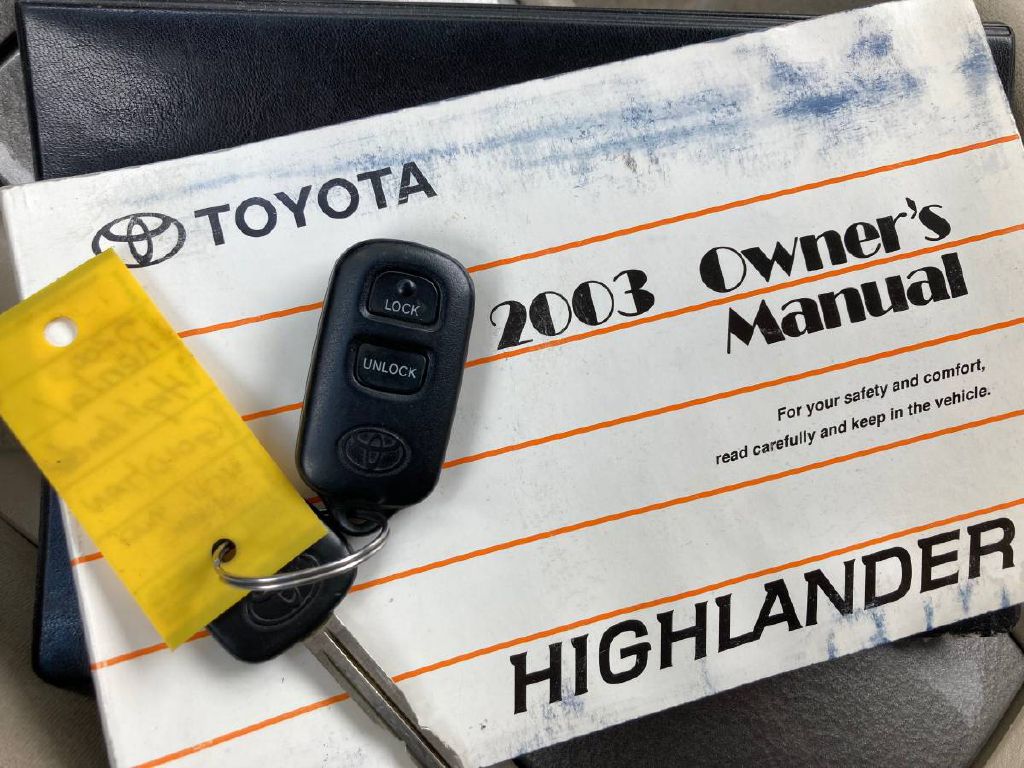 TOYOTA
LOCK
UNLOCK
2003 Owner's
Manual
For your safety and comfort,
read carefully and keep in the vehicle.
HIGHLANDER